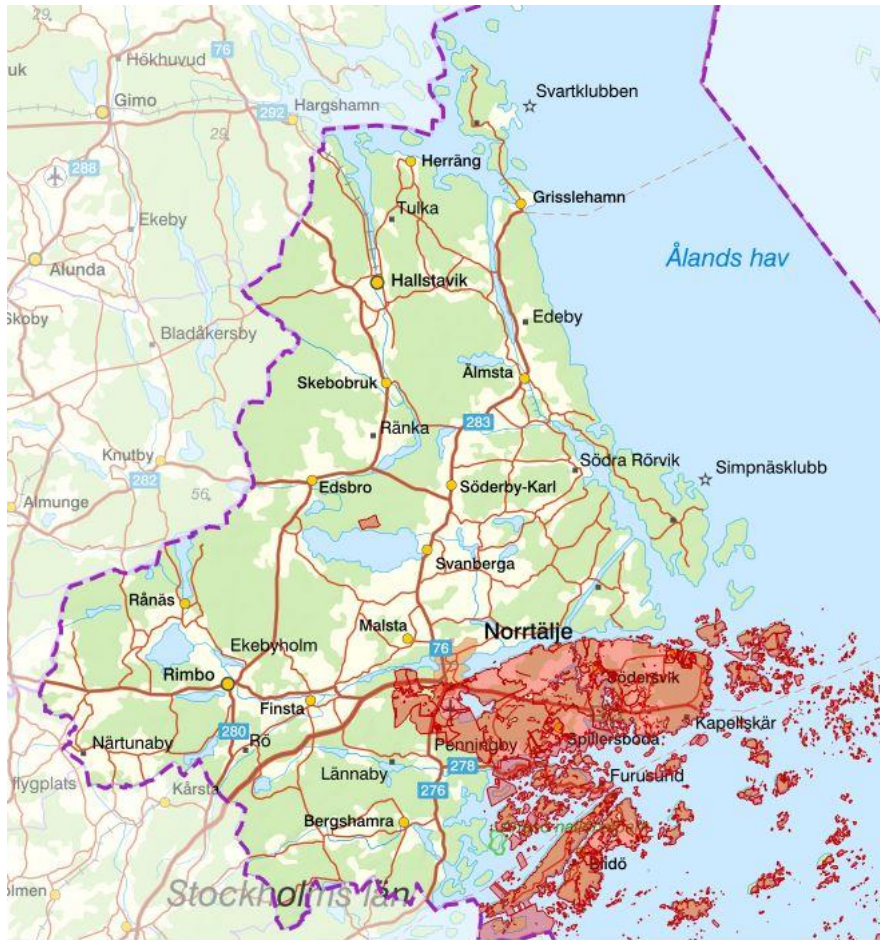 29.
Hökhuvud
uk
76
Svartklubben
Gimo
Hargshamn
292
29.
Herräng
288
Grisslehamn
Tulka
Ekeby
Ålands hav
Alunda
Hallstavik
Skoby
Edeby
Bladåkersby
Skebobruk
Älmsta
283
Ränka
Knutby
Södra Rörvik
Simpnäsklubb
282
Edsbro
Söderby-Karl
56.
Almunge
Svanberga
Rånäs
Malsta
Norrtälje
Ekebyholm
76
Rimbo
Södersvik
Finsta
Kapellskär
280
Penningby
Spillersboda
Närtunaby
Rö
Lännaby
278
Furusund
flygplats
Kårsta
276
Bergshamra
Blidö
olmen
Stockholms län